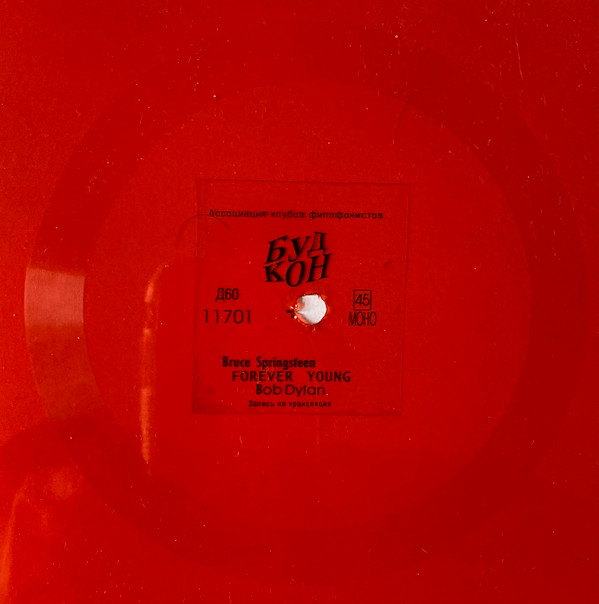 Ассоциация клубов филофонистов
БУД
КОН
Д60
11701
45
МОНО
Bruce Springsteen
FOREVER YOUNG
Bob Dylan
Запись по трансляции